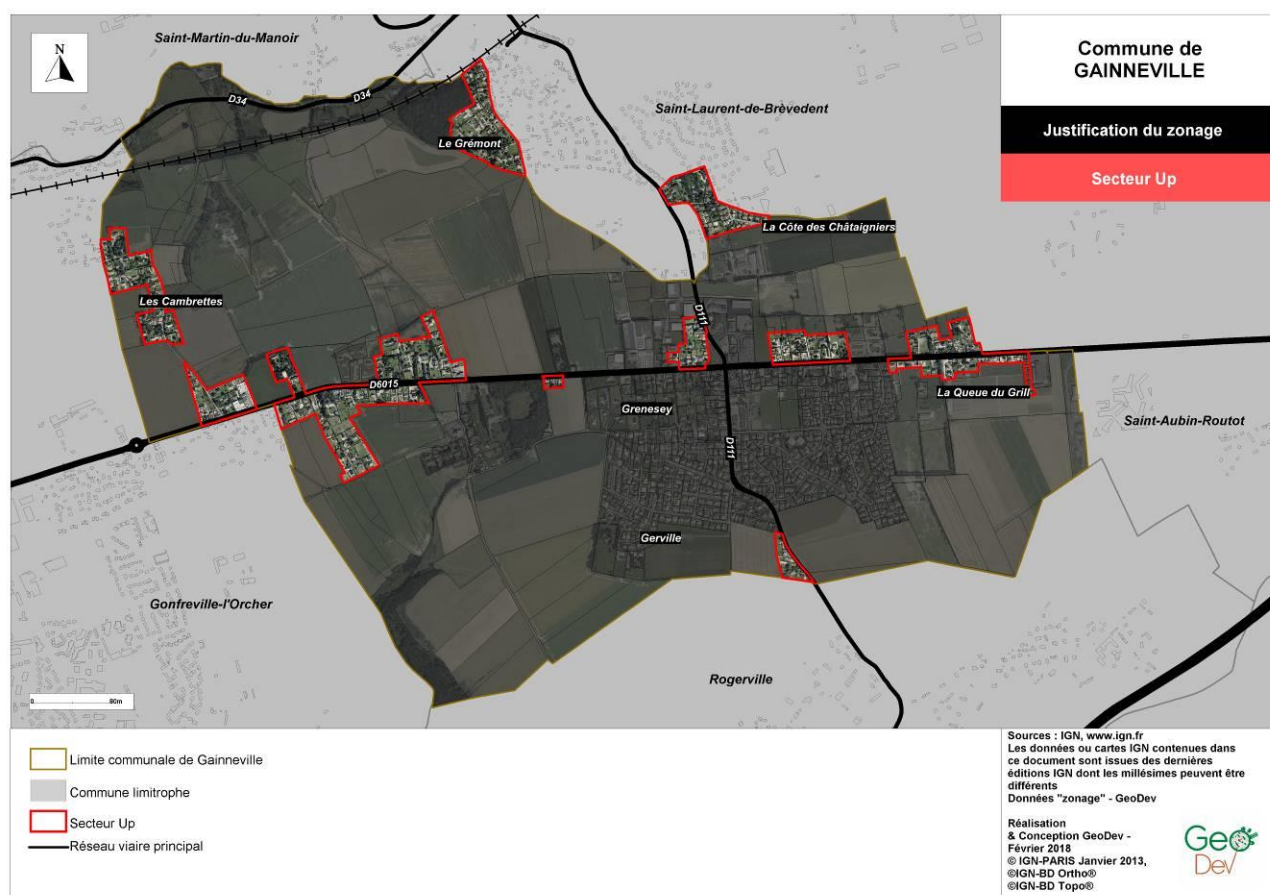 Saint-Martin-du-Manoir
N
D34
D34
Saint-Laurent-de-Brèvedent
Le Grémont
La Côte des Châtaigniers
Les Cambrettes
D111
D6015
Grenesey
La Queue du Grill
Saint-Aubin-Routot
D111
Gerville
Gonfreville-l'Orcher
Rogerville
0
80m
Commune de
GAINNEVILLE
Justification du zonage
Secteur Up
Limite communale de Gainneville
Commune limitrophe
Secteur Up
Réseau viaire principal
Sources : IGN, www.ign.fr
Les données ou cartes IGN contenues dans
ce document sont issues des dernières
éditions IGN dont les millésimes peuvent être
différents
Données "zonage" - GeoDev
Réalisation
& Conception GeoDev -
Février 2018
© IGN-PARIS Janvier 2013,
©IGN-BD Ortho®
©IGN-BD Topo®
Geo
Dev